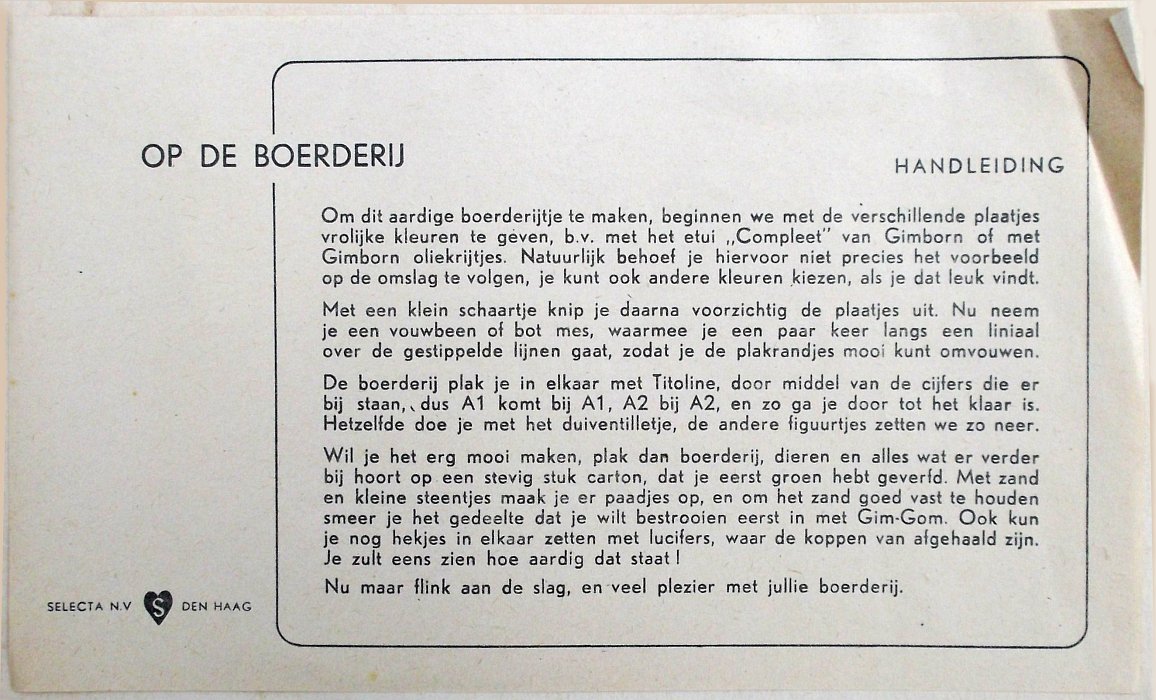 OP DE BOERDERIJ
HANDLEIDING
Om dit aardige boerderijtje te maken, beginnen we met de verschillende plaatjes
vrolijke kleuren te geven, b.v. met het etui „Compleet” van Gimborn of met
Gimborn oliekrijtjes. Natuurlijk behoef je hiervoor niet precies het voorbeeld
op de omslag te volgen, je kunt ook andere kleuren kiezen, als je dat leuk vindt.
Met een klein schaartje knip je daarna voorzichtig de plaatjes uit. Nu neem
je een vouwbeen of bot mes, waarmee je een paar keer langs een liniaal
over de gestippelde lijnen gaat, zodat je de plakrandjes mooi kunt omvouwen.
De boerderij plak je in elkaar met Titoline, door middel van de cijfers die er
bij staan, dus A1 komt bij A1, A2 bij A2, en zo ga je door tot het klaar is.
Hetzelfde doe je met het duiventilletje, de andere figuurtjes zetten we zo neer.
Wil je het erg mooi maken, plak dan boerderij, dieren en alles wat er verder
bij hoort op een stevig stuk carton, dat je eerst groen hebt geverfd. Met zand
en kleine steentjes maak je er paadjes op, en om het zand goed vast te houden
smeer je het gedeelte dat je wilt bestrooien eerst in met Gim-Gom. Ook kun
je nog hekjes in elkaar zetten met lucifers, waar de koppen van afgehaald zijn.
Je zult eens zien hoe aardig dat staat!
Nu maar flink aan de slag, en veel plezier met jullie boerderij.
SELECTA N.V S DEN HAAG